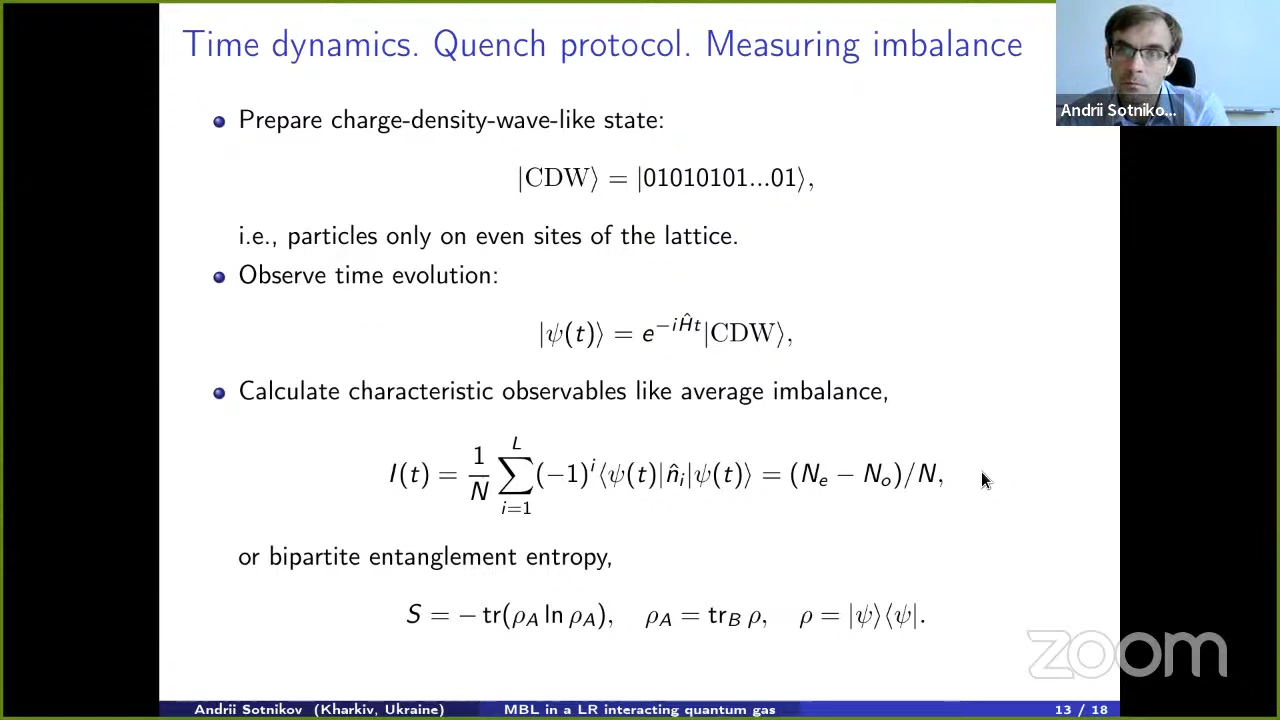 Time dynamics. Quench protocol. Measuring imbalance
Andrii Sotniko...
Prepare charge-density-wave-like state:
|CDW⟩ = |01010101...01⟩,
i.e., particles only on even sites of the lattice.
Observe time evolution:
|ψ(t)⟩ = e^{−iĤt}|CDW⟩,
Calculate characteristic observables like average imbalance,
I(t) = \frac{1}{N} \sum_{i=1}^{L} (−1)^i ⟨ψ(t)|n̂_i|ψ(t)⟩ = (N_e − N_o)/N,
or bipartite entanglement entropy,
S = − tr(ρ_A ln ρ_A), ρ_A = tr_B ρ, ρ = |ψ⟩⟨ψ|.
zoom
Andrii Sotnikov (Kharkiv, Ukraine) MBL in a LR interacting quantum gas 13 / 18